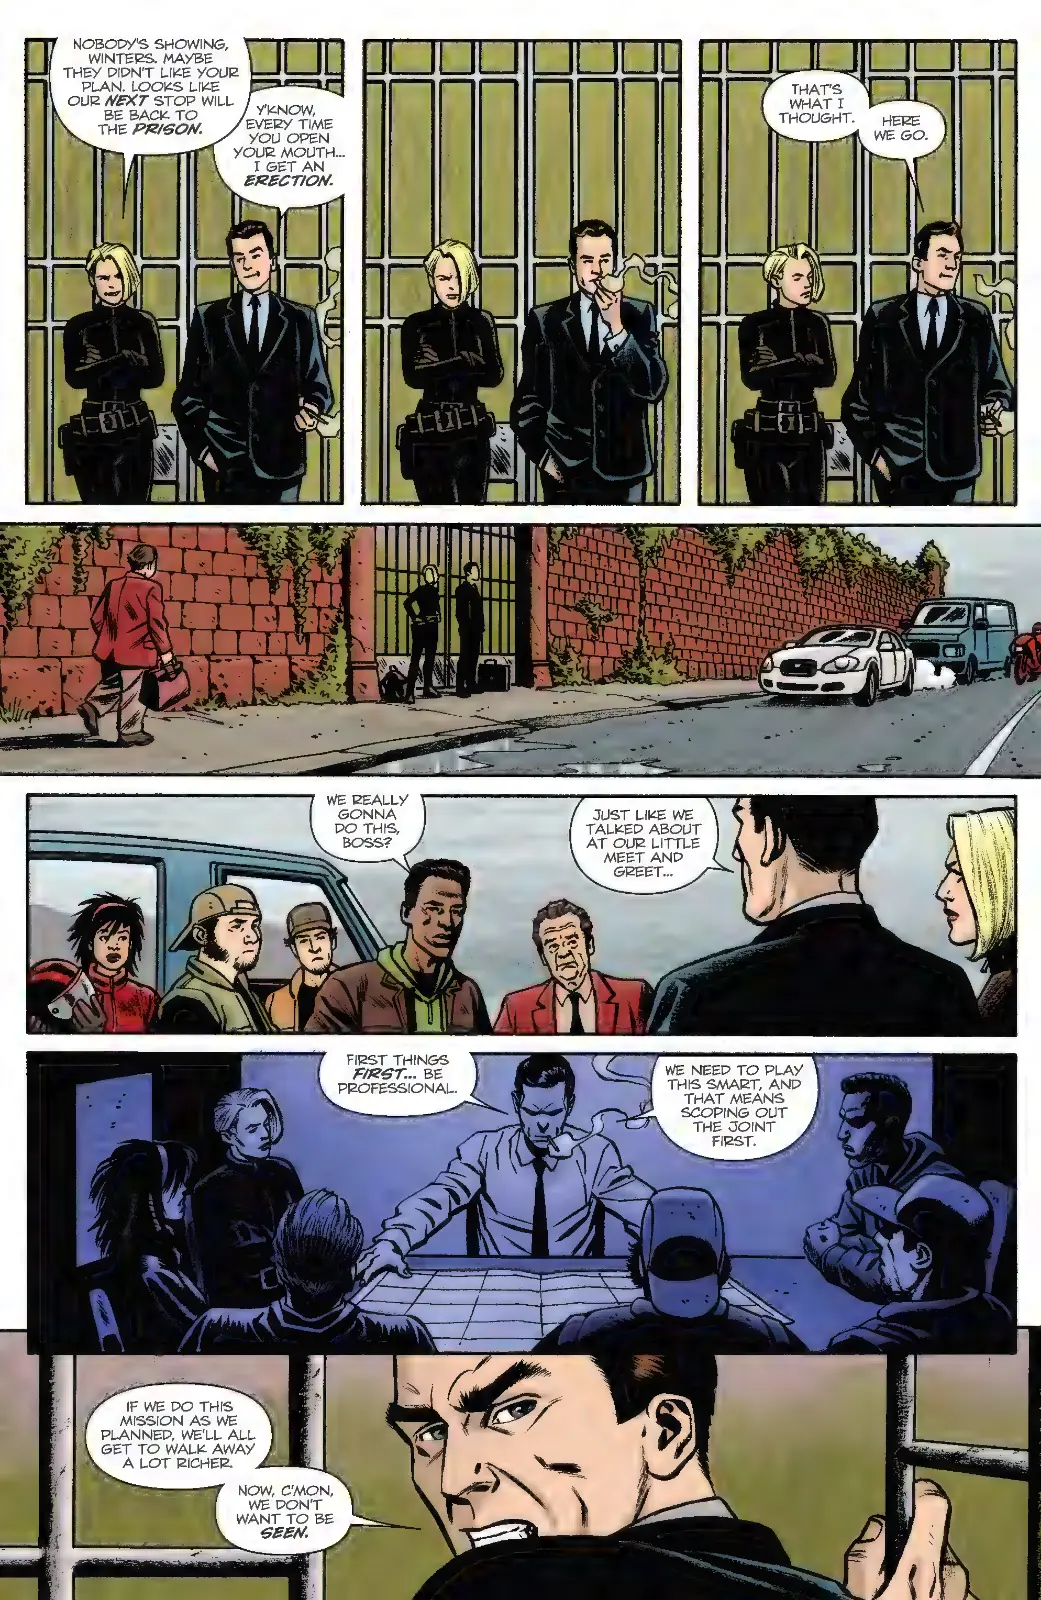 NOBODY'S SHOWING,
WINTERS. MAYBE
THEY DIDN'T LIKE YOUR
PLAN. LOOKS LIKE
OUR NEXT STOP WILL
BE BACK TO
THE PRISON.
Y'KNOW,
EVERY TIME
YOU OPEN
YOUR MOUTH...
I GET AN
ERECTION.
THAT'S
WHAT I
THOUGHT.
HERE
WE GO.
WE REALLY
GONNA
DO THIS,
BOSS?
JUST LIKE WE
TALKED ABOUT
AT OUR LITTLE
MEET AND
GREET...
FIRST THINGS
FIRST... BE
PROFESSIONAL.
WE NEED TO PLAY
THIS SMART, AND
THAT MEANS
SCOPING OUT
THE JOINT
FIRST.
IF WE DO THIS
MISSION AS WE
PLANNED, WE'LL ALL
GET TO WALK AWAY
A LOT RICHER.
NOW, C'MON,
WE DON'T
WANT TO BE
SEEN.